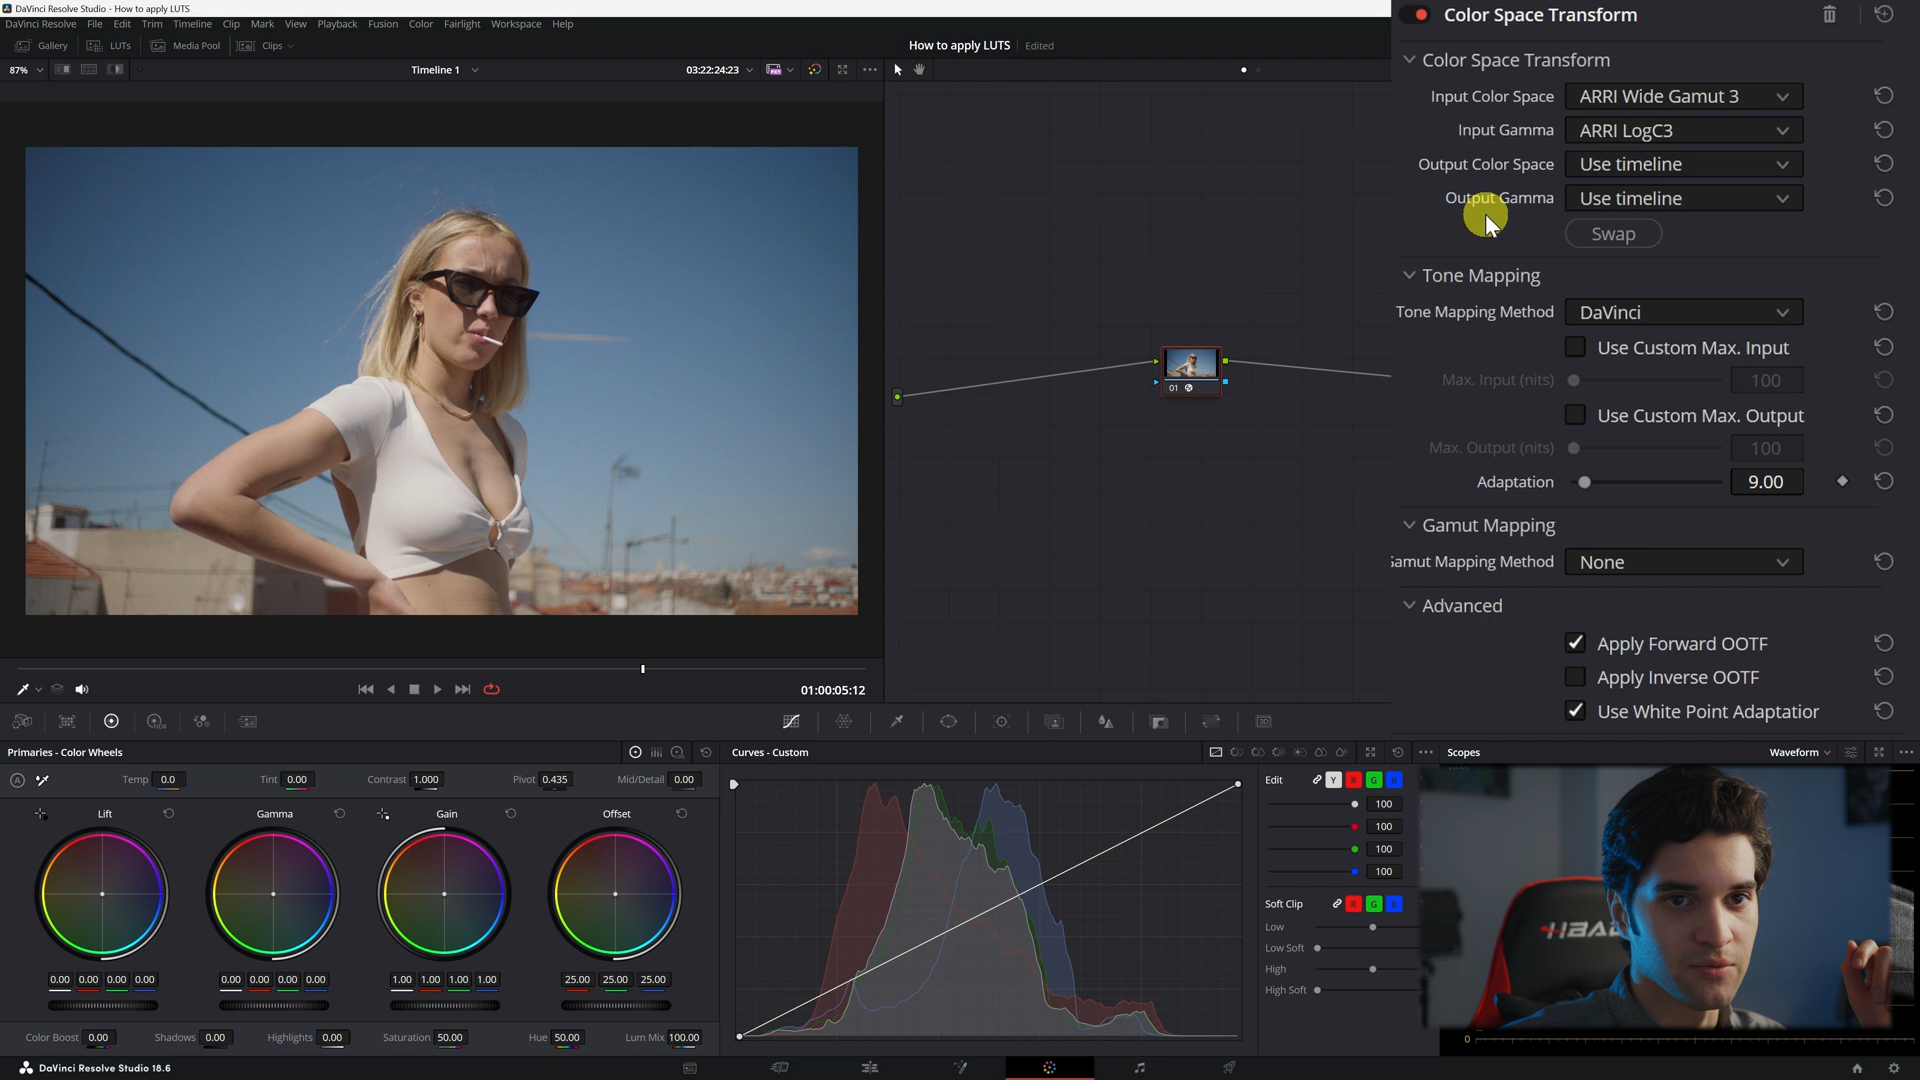 DaVinci Resolve Studio - How to apply LUTS
DaVinci Resolve File Edit Trim Timeline Clip Mark View Playback Fusion Color Fairlight Workspace Help
Gallery LUTs Media Pool Clips
How to apply LUTS Edited
87% Timeline 1 03:22:24:23
Color Space Transform
Color Space Transform
Input Color Space ARRI Wide Gamut 3
Input Gamma ARRI LogC3
Output Color Space Use timeline
Output Gamma Use timeline
Swap
Tone Mapping
Tone Mapping Method DaVinci
Use Custom Max. Input
Max. Input (nits) 100
Use Custom Max. Output
Max. Output (nits) 100
Adaptation 9.00
Gamut Mapping
Gamut Mapping Method None
Advanced
Apply Forward OOTF
Apply Inverse OOTF
Use White Point Adaptatior
01
01:00:05:12
Primaries - Color Wheels
Temp 0.0 Tint 0.00 Contrast 1.000 Pivot 0.435 Mid/Detail 0.00
Lift Gamma Gain Offset
0.00 0.00 0.00 0.00 0.00 0.00 0.00 0.00 1.00 1.00 1.00 1.00 25.00 25.00 25.00
Color Boost 0.00 Shadows 0.00 Highlights 0.00 Saturation 50.00 Hue 50.00 Lum Mix 100.00
Curves - Custom
Edit Y R G B
100
100
100
100
Soft Clip R G B
Low
Low Soft
High
High Soft
Scopes Waveform
HBAD
0
DaVinci Resolve Studio 18.6